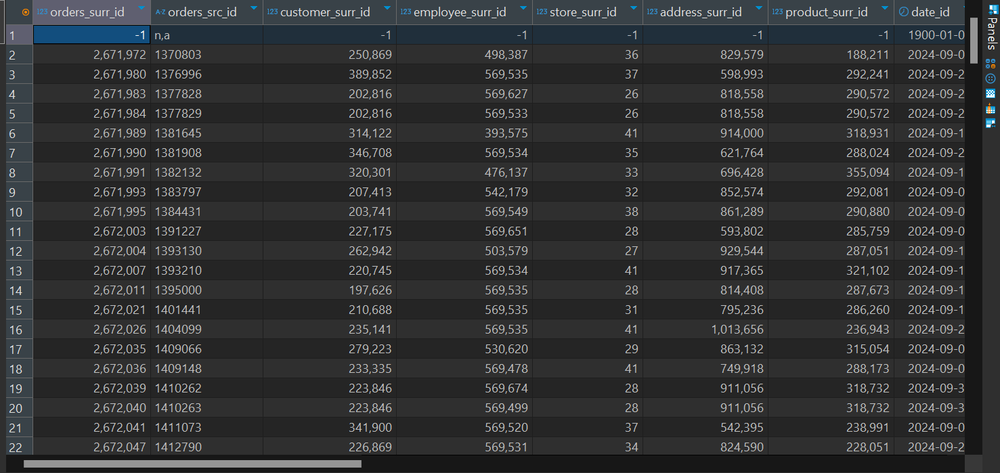 123 orders_surr_id A-Z orders_src_id 123 customer_surr_id 123 employee_surr_id 123 store_surr_id 123 address_surr_id 123 product_surr_id date_id
1 -1 n,a -1 -1 -1 -1 -1 1900-01-0
2 2,671,972 1370803 250,869 498,387 36 829,579 188,211 2024-09-0
3 2,671,980 1376996 389,852 569,535 37 598,993 292,241 2024-09-2
4 2,671,983 1377828 202,816 569,627 26 818,558 290,572 2024-09-2
5 2,671,984 1377829 202,816 569,533 26 818,558 290,572 2024-09-2
6 2,671,989 1381645 314,122 393,575 41 914,000 318,931 2024-09-1
7 2,671,990 1381908 346,708 569,534 35 621,764 288,024 2024-09-2
8 2,671,991 1382132 320,301 476,137 33 696,428 355,094 2024-09-1
9 2,671,993 1383797 207,413 542,179 32 852,574 292,081 2024-09-0
10 2,671,995 1384431 203,741 569,549 38 861,289 290,880 2024-09-0
11 2,672,003 1391227 227,175 569,651 28 593,802 285,759 2024-09-0
12 2,672,004 1393130 262,942 503,579 27 929,544 287,051 2024-09-1
13 2,672,007 1393210 220,745 569,534 41 917,365 321,102 2024-09-1
14 2,672,011 1395000 197,626 569,535 28 814,408 287,673 2024-09-1
15 2,672,021 1401441 210,688 569,535 31 795,236 286,260 2024-09-1
16 2,672,026 1404099 235,141 569,535 41 1,013,656 236,943 2024-09-2
17 2,672,035 1409066 279,223 530,620 29 863,132 315,054 2024-09-0
18 2,672,036 1409148 233,335 569,478 41 749,918 288,173 2024-09-0
19 2,672,039 1410262 223,846 569,674 28 911,056 318,732 2024-09-3
20 2,672,040 1410263 223,846 569,499 28 911,056 318,732 2024-09-3
21 2,672,041 1411073 341,900 569,520 37 542,395 238,991 2024-09-0
22 2,672,047 1412790 226,869 569,531 34 824,590 228,051 2024-09-2
Panels